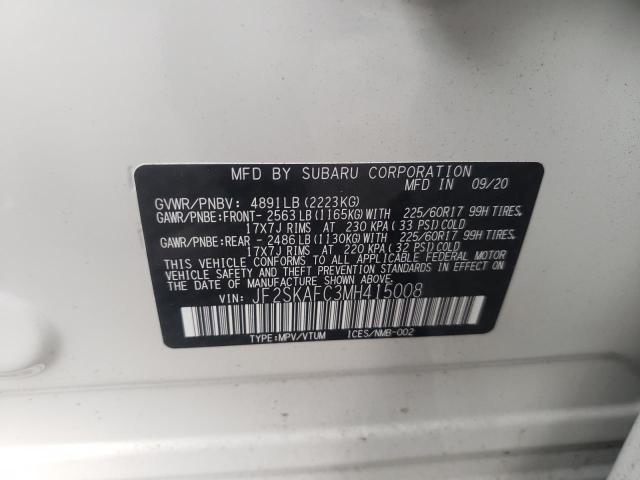 MFD BY SUBARU CORPORATION
MFD IN 09/20
GVWR/PNBV: 4891LB (2223KG)
GAWR/PNBE:FRONT- 2563 LB (1165KG) WITH 225/60R17 99H TIRES,
17X7J RIMS AT 230 KPA (33 PSI) COLD
GAWR/PNBE:REAR - 2486 LB (1130KG) WITH 225/60R17 99H TIRES,
17X7J RIMS AT 220 KPA (32 PSI) COLD
THIS VEHICLE CONFORMS TO ALL APPLICABLE FEDERAL MOTOR
VEHICLE SAFETY AND BUMPER STANDARDS IN EFFECT ON THE
DATE OF MANUFACTURE SHOWN ABOVE.
VIN: JF2SKAFC3MH415008
TYPE:MPV/VTUM ICES/NMB-002